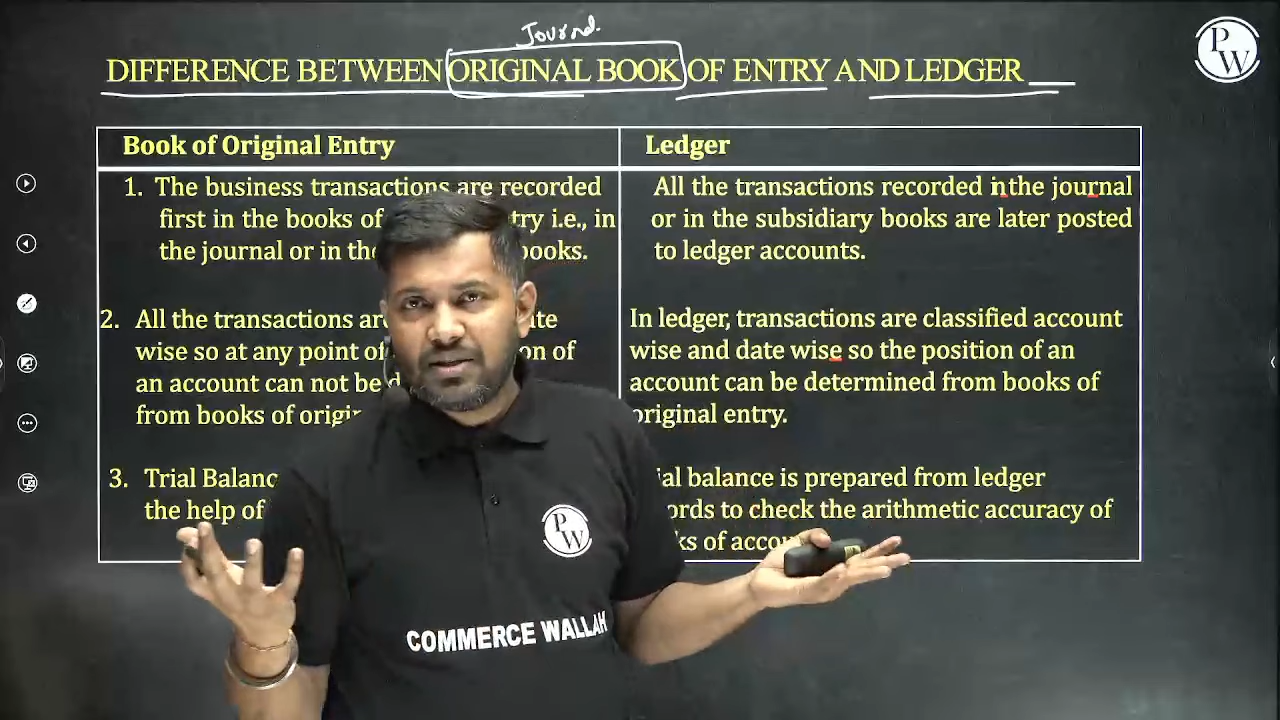 Journal.
PW
DIFFERENCE BETWEEN ORIGINAL BOOK OF ENTRY AND LEDGER
Book of Original Entry
Ledger
1. The business transactions are recorded
first in the books of try i.e., in
the journal or in the books.
All the transactions recorded in the journal
or in the subsidiary books are later posted
to ledger accounts.
2. All the transactions are
wise so at any point of on of
an account can not be d
from books of
In ledger, transactions are classified account
wise and date wise so the position of an
account can be determined from books of
original entry.
3. Trial Balanc
the help of
ial balance is prepared from ledger
ords to check the arithmetic accuracy of
ks of accou
PW
COMMERCE WALLAH